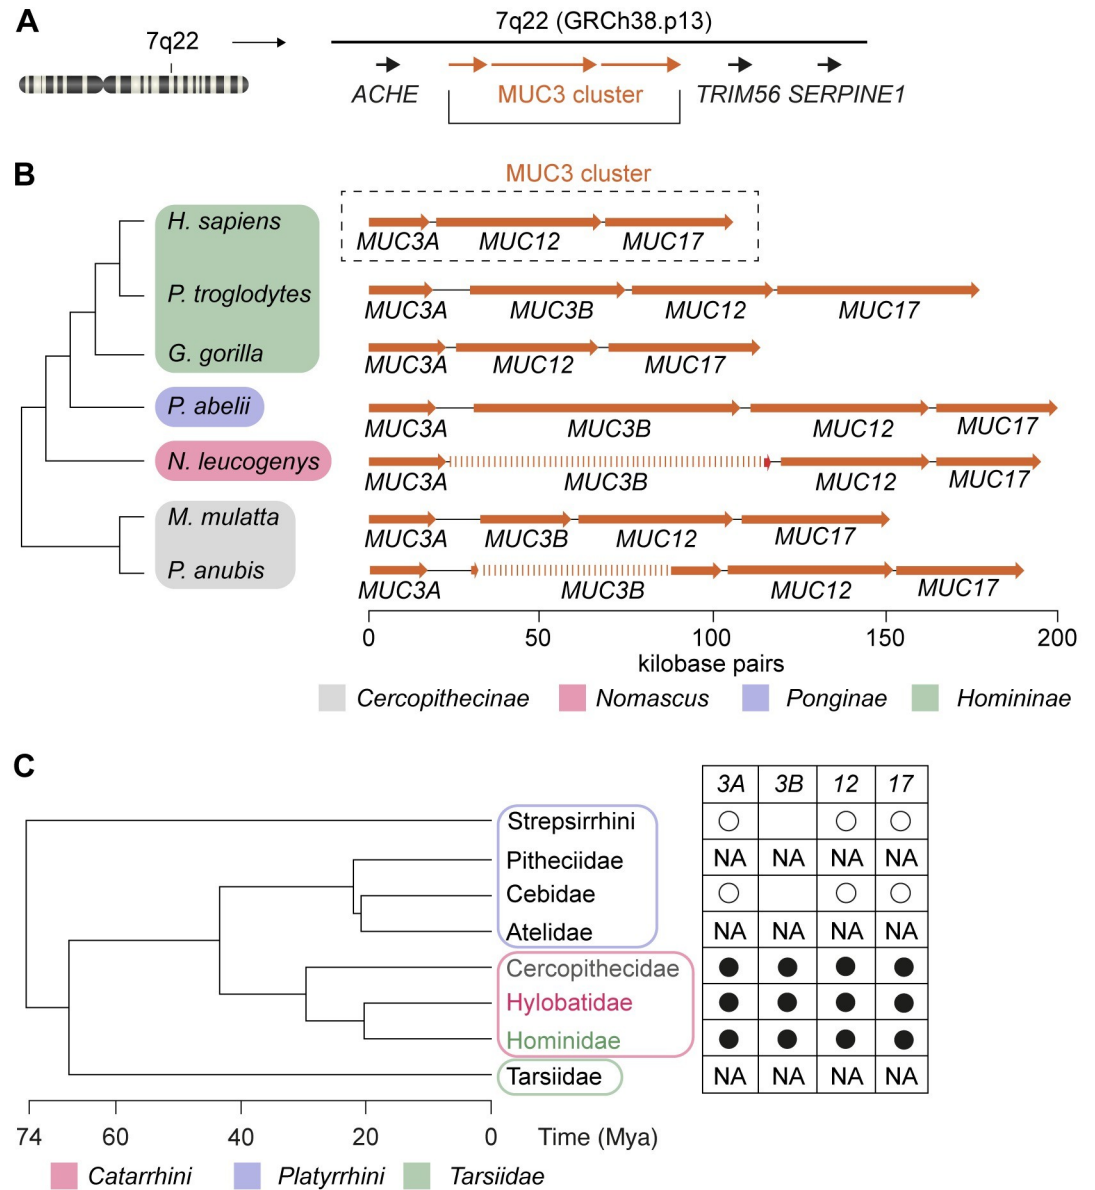 A
7q22
7q22 (GRCh38.p13)
ACHE
MUC3 cluster
TRIM56 SERPINE1
B
MUC3 cluster
H. sapiens
MUC3A MUC12 MUC17
P. troglodytes
MUC3A MUC3B MUC12 MUC17
G. gorilla
MUC3A MUC12 MUC17
P. abelii
MUC3A MUC3B MUC12 MUC17
N. leucogenys
MUC3A MUC3B MUC12 MUC17
M. mulatta
MUC3A MUC3B MUC12 MUC17
P. anubis
MUC3A MUC3B MUC12 MUC17
0 50 100 150 200
kilobase pairs
Cercopithecinae Nomascus Ponginae Homininae
C
3A 3B 12 17
Strepsirrhini
Pitheciidae NA NA NA NA
Cebidae
Atelidae NA NA NA NA
Cercopithecidae
Hylobatidae
Hominidae
Tarsiidae NA NA NA NA
74 60 40 20 0 Time (Mya)
Catarrhini Platyrrhini Tarsiidae